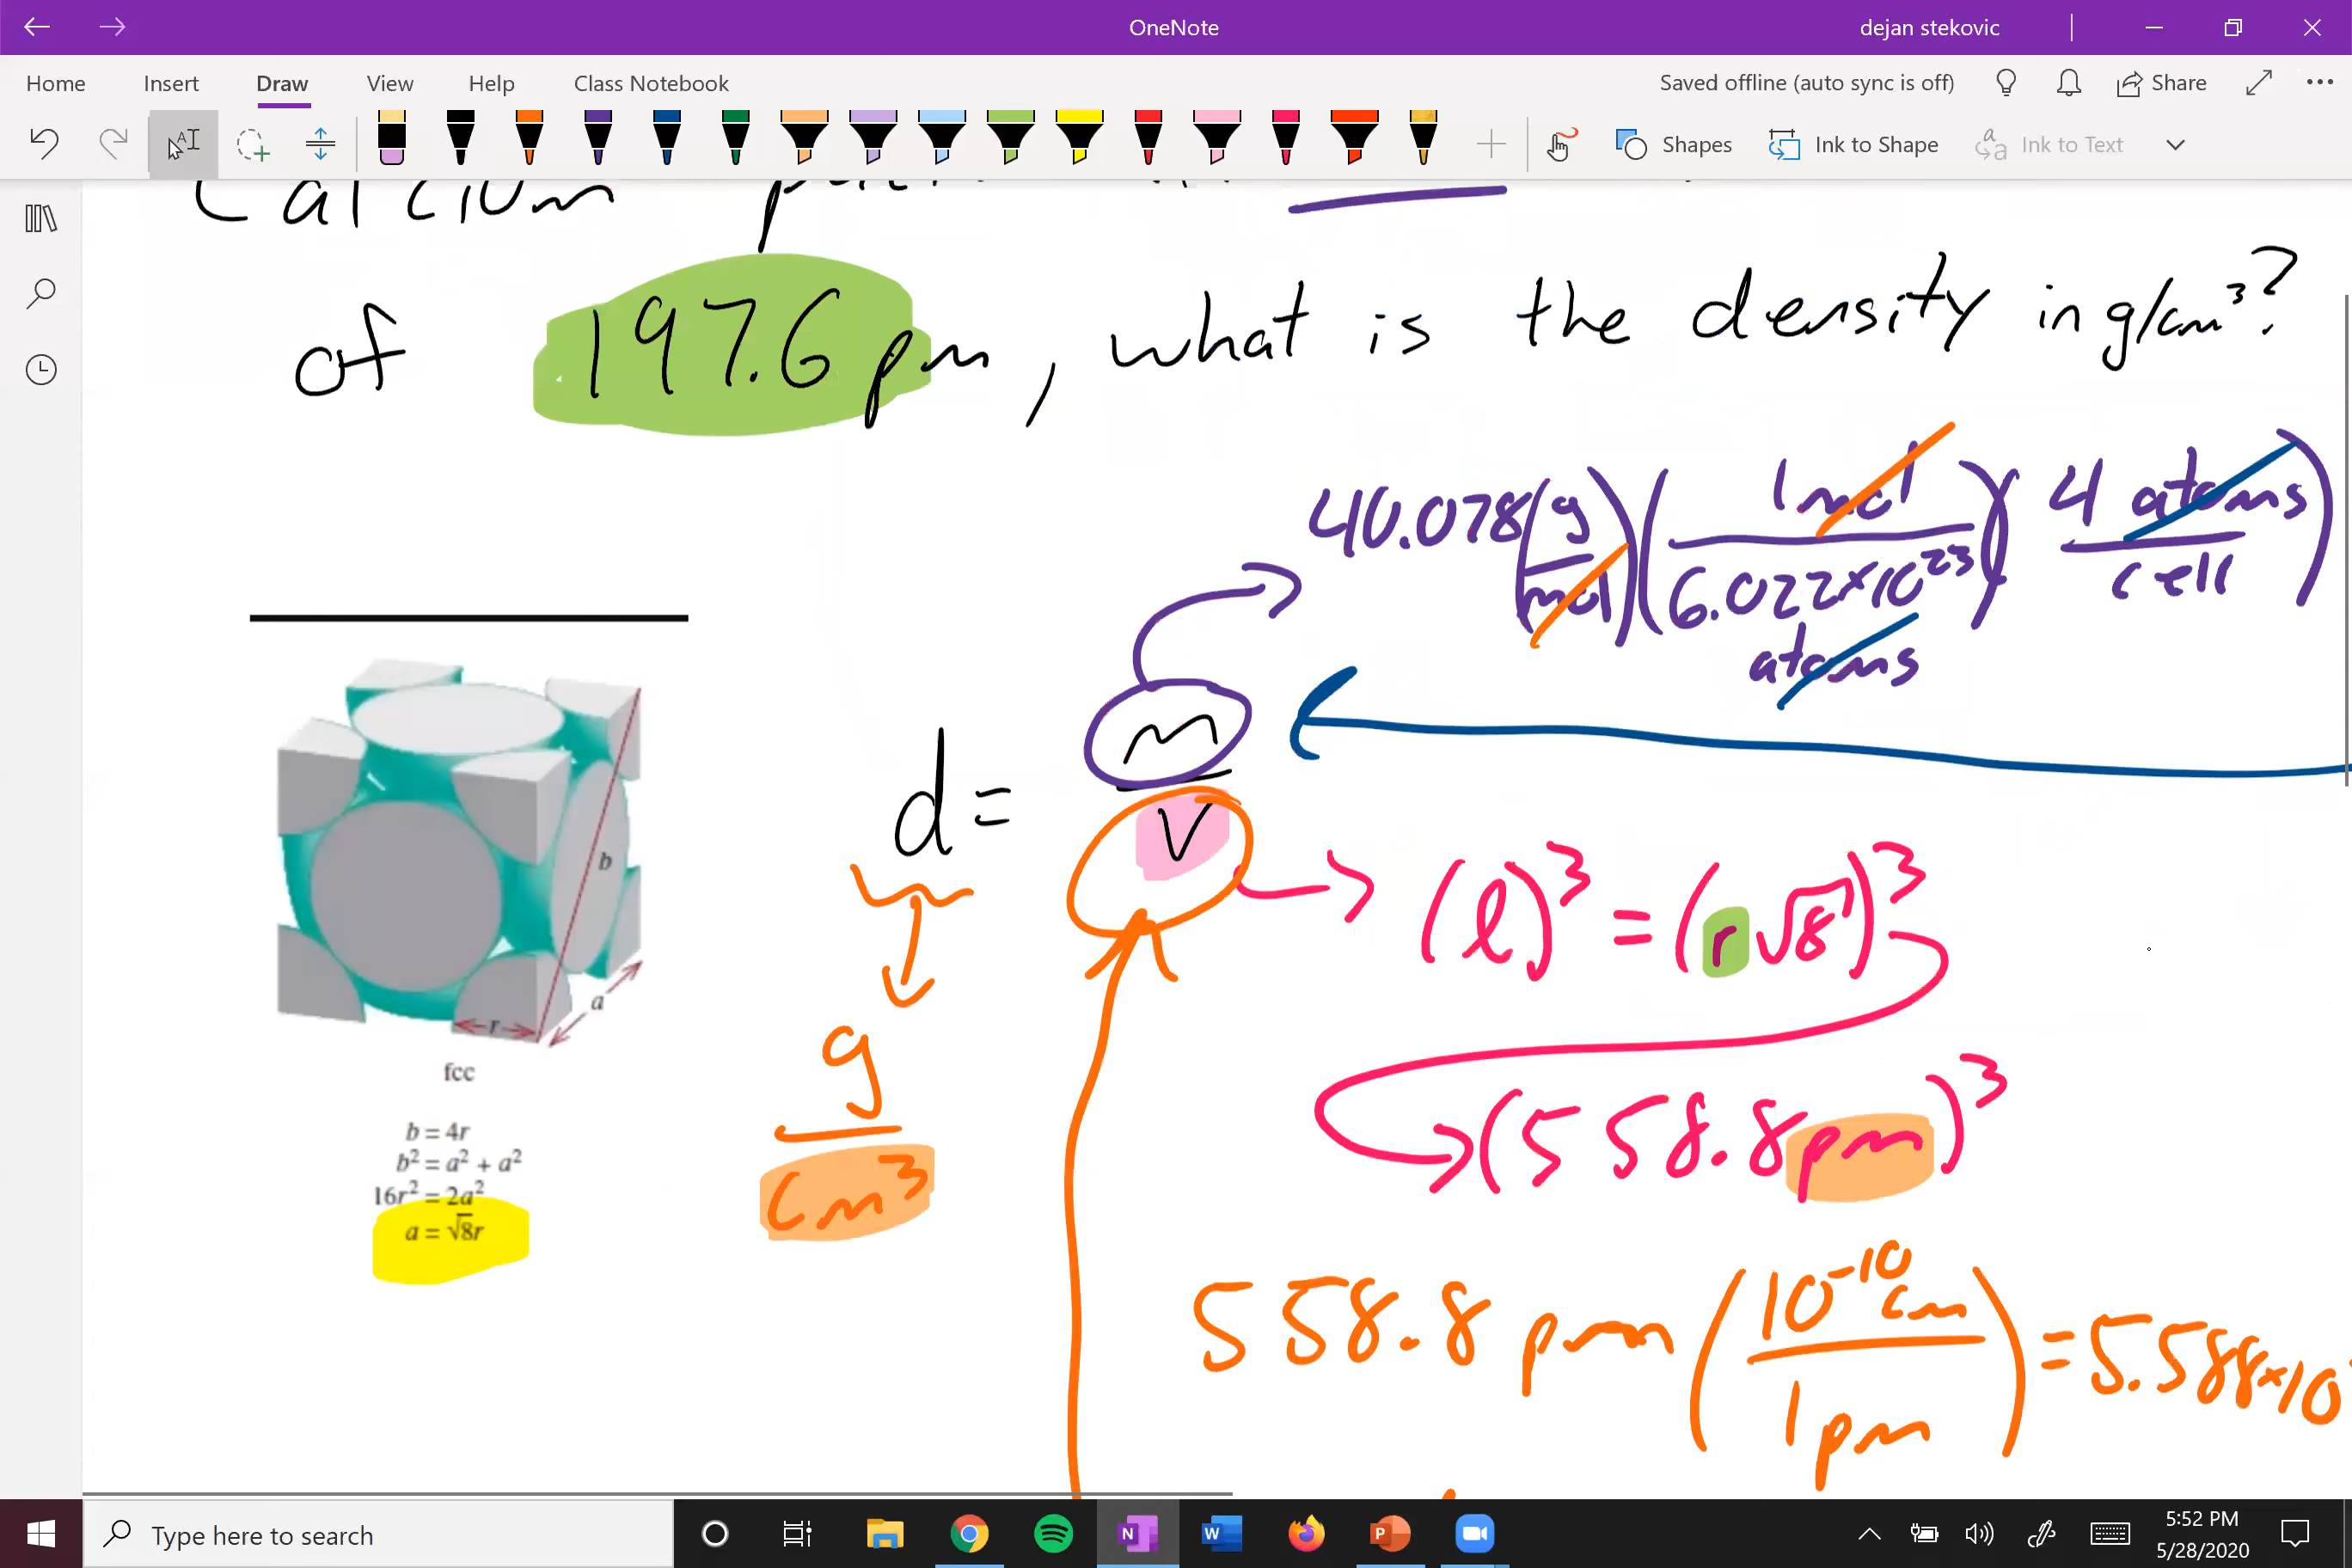 OneNote
dejan stekovic
Home Insert Draw View Help Class Notebook
Saved offline (auto sync is off) Share
Shapes Ink to Shape Ink to Text
Calcium
of 197.6 pm, what is the density in g/cm³?
40.078 (g/mol) (1 mol/6.022×10²³ atoms) (4 atoms/cell)
d = m/V
(l)³ = (r√8)³
b
a
r
fcc
g/cm³
(558.8pm)³
b = 4r
b² = a² + a²
16r² = 2a²
a = √8r
558.8 pm (10⁻¹⁰ cm/1 pm) = 5.588×10
Type here to search
5:52 PM
5/28/2020